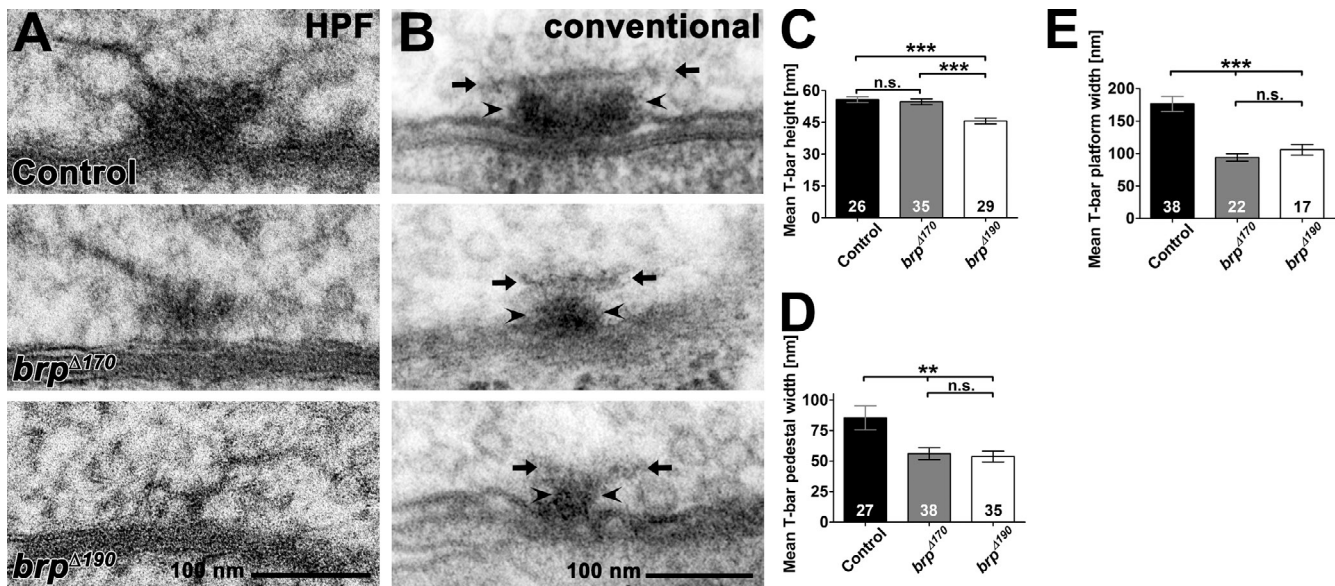 A
HPF
Control
brpΔ170
brpΔ190
100 nm
B
conventional
100 nm
C
Mean T-bar height [nm]
60
45
30
15
0
***
***
n.s.
26
35
29
Control
brpΔ170
brpΔ190
D
Mean T-bar pedestal width [nm]
100
75
50
25
0
**
n.s.
27
38
35
Control
brpΔ170
brpΔ190
E
Mean T-bar platform width [nm]
200
150
100
50
0
***
n.s.
38
22
17
Control
brpΔ170
brpΔ190